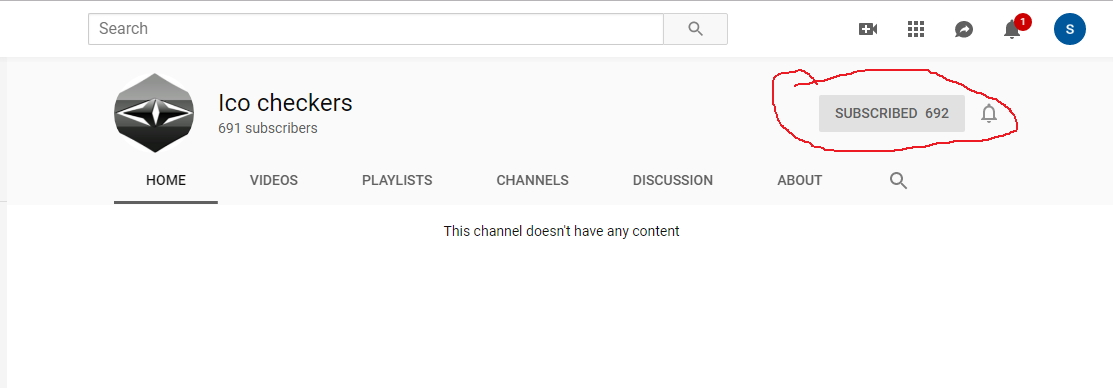 Search
1
S
Ico checkers
691 subscribers
SUBSCRIBED 692
HOME VIDEOS PLAYLISTS CHANNELS DISCUSSION ABOUT
This channel doesn't have any content